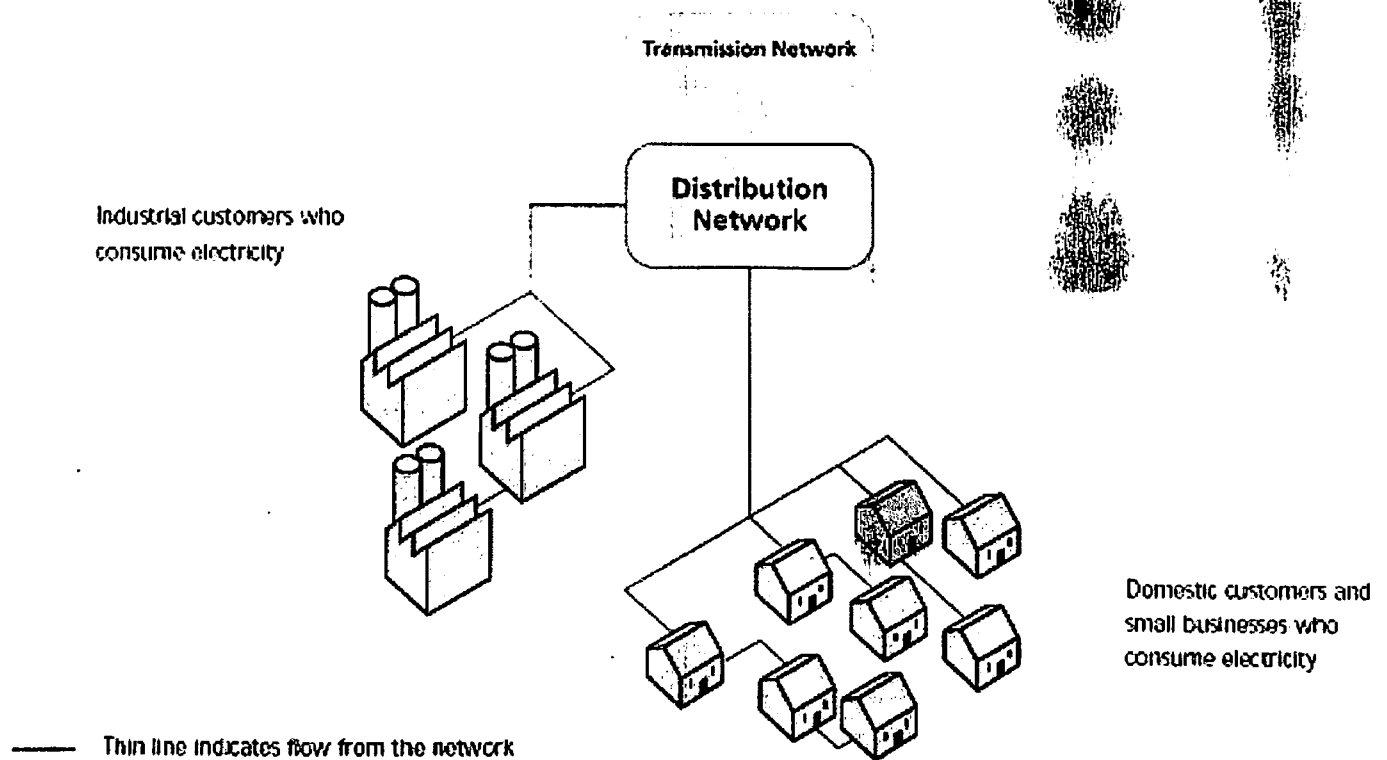 Transmission Network
Distribution
Network
Industrial customers who
consume electricity
Domestic customers and
small businesses who
consume electricity
Thin line indicates flow from the network